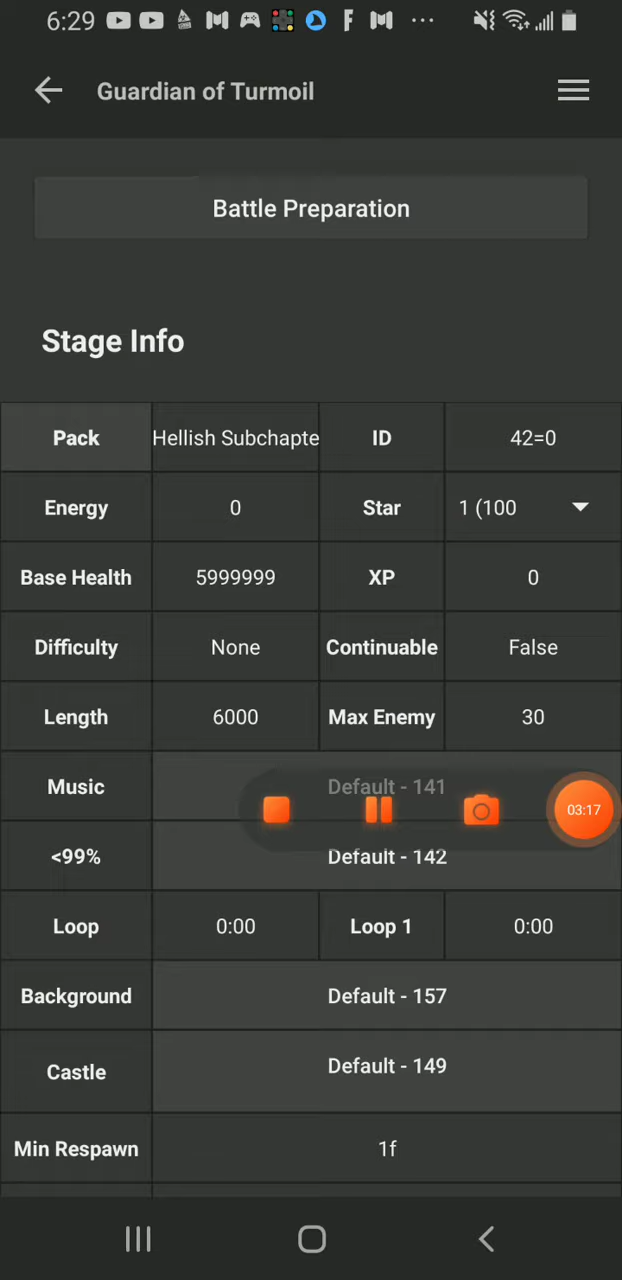 6:29
Guardian of Turmoil
Battle Preparation
Stage Info
Pack Hellish Subchapte ID 42=0
Energy 0 Star 1 (100
Base Health 5999999 XP 0
Difficulty None Continuable False
Length 6000 Max Enemy 30
Music Default - 141
03:17
<99% Default - 142
Loop 0:00 Loop 1 0:00
Background Default - 157
Castle Default - 149
Min Respawn 1f